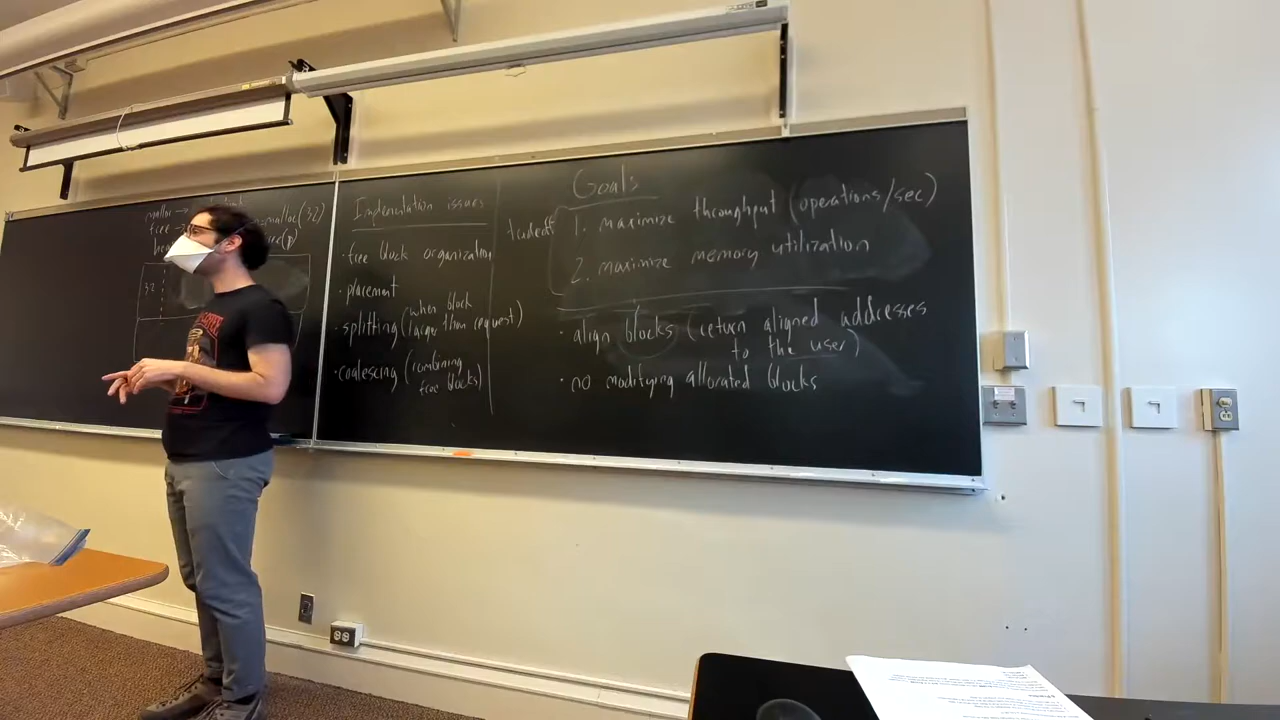 malloc →
free →
=malloc(32)
32
Implementation issues
• free block organization
• placement
• splitting (when block
larger than request)
• coalescing (combining
free blocks)
Goals
tradeoff
1. maximize throughput (operations/sec)
2. maximize memory utilization
• align blocks (return aligned addresses
to the user)
• no modifying allocated blocks